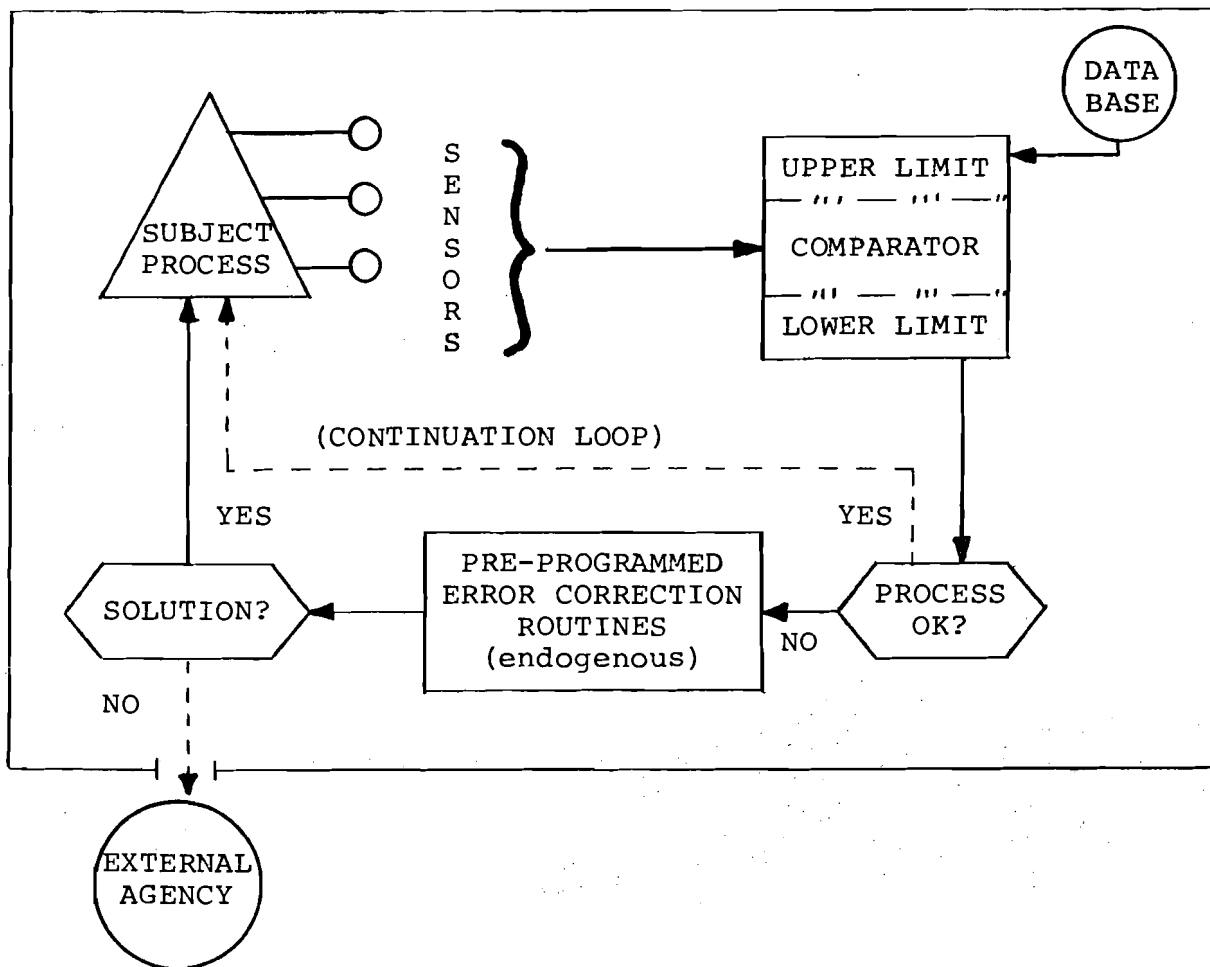 DATA
BASE
SUBJECT
PROCESS
SENSORS
UPPER LIMIT
COMPARATOR
LOWER LIMIT
(CONTINUATION LOOP)
YES
YES
SOLUTION?
PRE-PROGRAMMED
ERROR CORRECTION
ROUTINES
(endogenous)
NO
PROCESS
OK?
NO
EXTERNAL
AGENCY